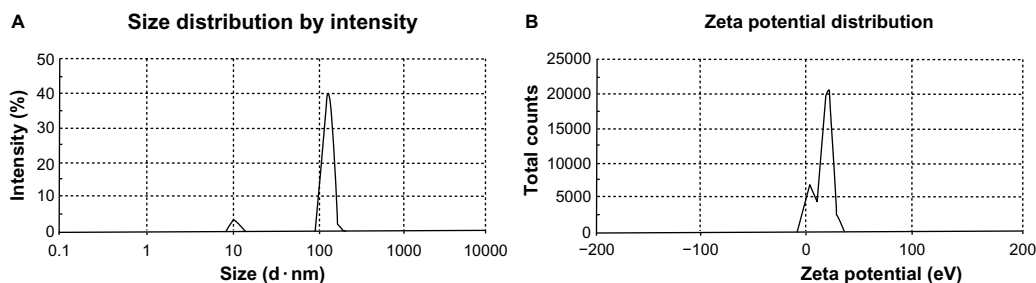 A
Size distribution by intensity
50
40
30
20
10
0
Intensity (%)
0.1
1
10
100
1000
10000
Size (d·nm)
B
Zeta potential distribution
25000
20000
15000
10000
5000
0
Total counts
−200
−100
0
100
200
Zeta potential (eV)